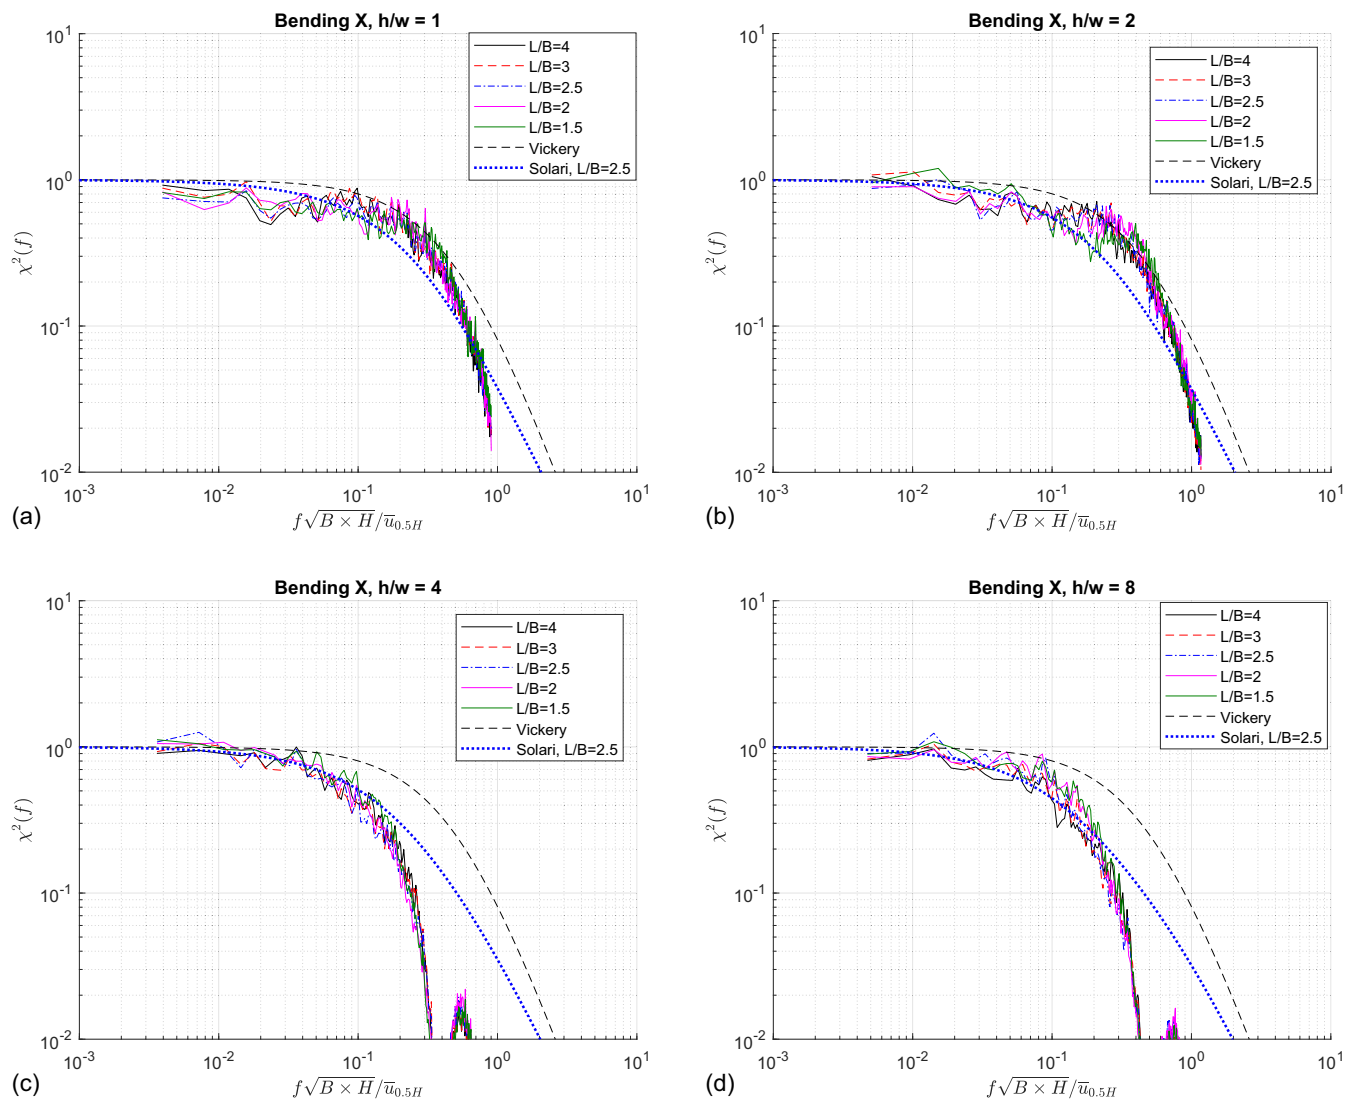 Bending X, h/w = 1
10^1
10^0
10^-1
10^-2
χ²(f)
L/B=4
L/B=3
L/B=2.5
L/B=2
L/B=1.5
Vickery
Solari, L/B=2.5
10^-3 10^-2 10^-1 10^0 10^1
f√(B × H)/u̅_0.5H
(a)
Bending X, h/w = 2
10^1
10^0
10^-1
10^-2
χ²(f)
L/B=4
L/B=3
L/B=2.5
L/B=2
L/B=1.5
Vickery
Solari, L/B=2.5
10^-3 10^-2 10^-1 10^0 10^1
f√(B × H)/u̅_0.5H
(b)
Bending X, h/w = 4
10^1
10^0
10^-1
10^-2
χ²(f)
L/B=4
L/B=3
L/B=2.5
L/B=2
L/B=1.5
Vickery
Solari, L/B=2.5
10^-3 10^-2 10^-1 10^0 10^1
f√(B × H)/u̅_0.5H
(c)
Bending X, h/w = 8
10^1
10^0
10^-1
10^-2
χ²(f)
L/B=4
L/B=3
L/B=2.5
L/B=2
L/B=1.5
Vickery
Solari, L/B=2.5
10^-3 10^-2 10^-1 10^0 10^1
f√(B × H)/u̅_0.5H
(d)